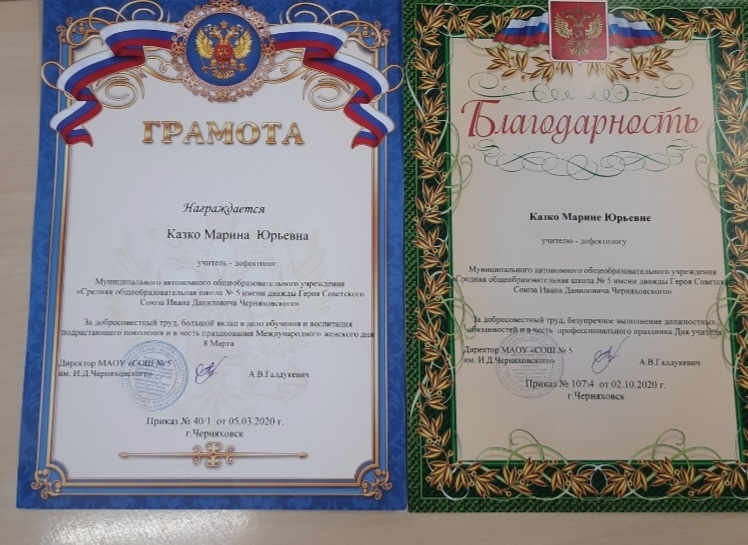 ГРАМОТА
Награждается
Казко Марина Юрьевна
учитель - дефектолог
Муниципального автономного общеобразовательного учреждения
«Средняя общеобразовательная школа № 5 имени дважды Героя Советского
Союза Ивана Даниловича Черняховского»
За добросовестный труд, большой вклад в дело обучения и воспитания
подрастающего поколения и в честь празднования Международного женского дня
8 Марта
Директор МАОУ «СОШ № 5
им. И.Д.Черняховского»
А.В.Галдукевич
Приказ № 40/1 от 05.03.2020 г.
г.Черняховск
Благодарность
Казко Марине Юрьевне
учителю - дефектологу
Муниципального автономного общеобразовательного учреждения
«Средняя общеобразовательная школа № 5 имени дважды Героя Советского
Союза Ивана Даниловича Черняховского»
За добросовестный труд, безупречное выполнение должностных
обязанностей и в честь профессионального праздника Дня учителя
Директор МАОУ «СОШ № 5
им. И.Д.Черняховского»
А.В.Галдукевич
Приказ № 107\4 от 02.10.2020 г.
г.Черняховск